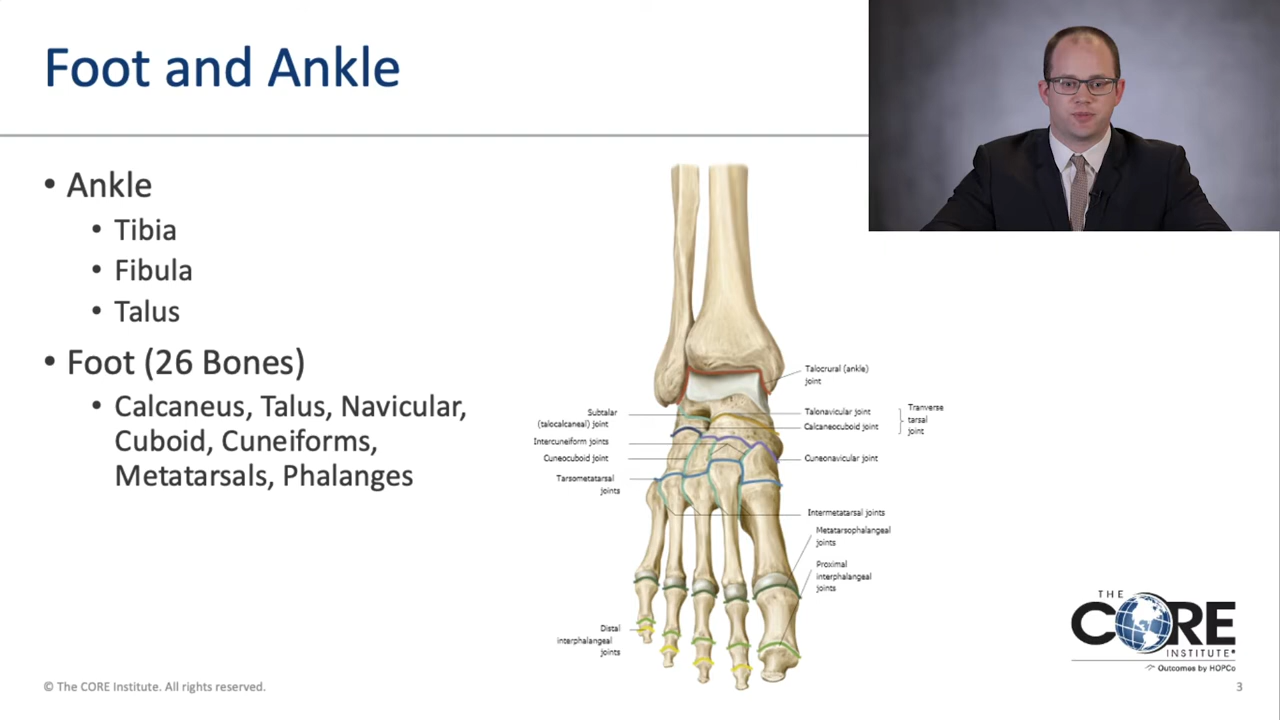 Foot and Ankle
• Ankle
• Tibia
• Fibula
• Talus
• Foot (26 Bones)
• Calcaneus, Talus, Navicular,
Cuboid, Cuneiforms,
Metatarsals, Phalanges
Talocrural (ankle)
joint
Subtalar
(talocalcaneal) joint
Intercuneiform joints
Cuneocuboid joint
Tarsometatarsal
joints
Talonavicular joint
Calcaneocuboid joint
Tranverse
tarsal
joint
Cuneonavicular joint
Intermetatarsal joints
Metatarsophalangeal
joints
Proximal
interphalangeal
joints
Distal
interphalangeal
joints
THE
CORE
INSTITUTE®
Outcomes by HOPCo
© The CORE Institute. All rights reserved.
3